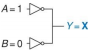 A = 1
Y = X
B = 0